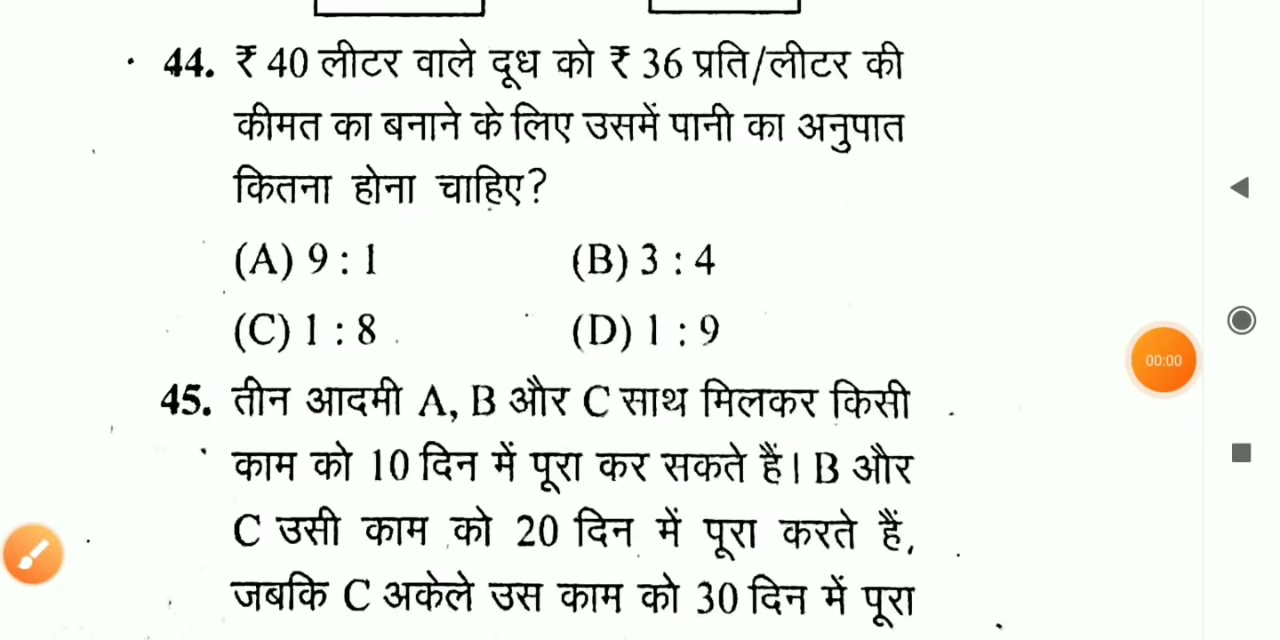 44. ₹ 40 लीटर वाले दूध को ₹ 36 प्रति/लीटर की
कीमत का बनाने के लिए उसमें पानी का अनुपात
कितना होना चाहिए?
(A) 9 : 1 (B) 3 : 4
(C) 1 : 8 (D) 1 : 9
45. तीन आदमी A, B और C साथ मिलकर किसी
काम को 10 दिन में पूरा कर सकते हैं। B और
C उसी काम को 20 दिन में पूरा करते हैं,
जबकि C अकेले उस काम को 30 दिन में पूरा
00:00